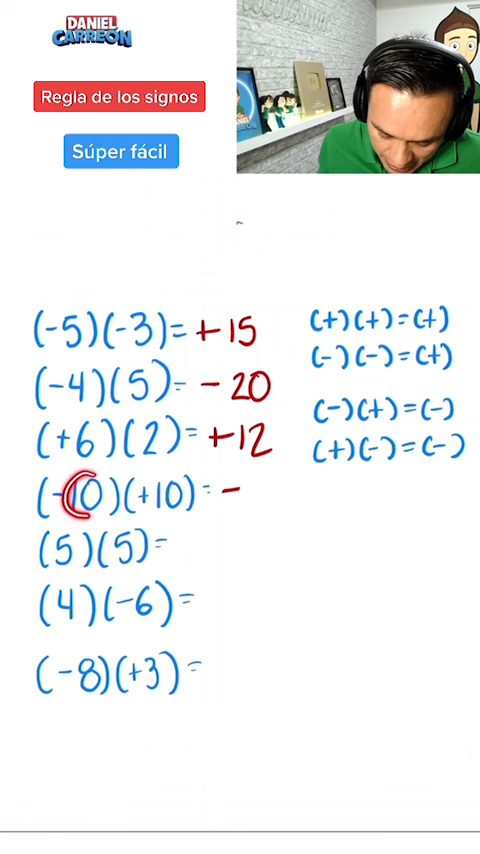 DANIEL
CARREÓN
Regla de los signos
Súper fácil
(-5)(-3)= +15
(-4)(5)= -20
(+6)(2)= +12
(-10)(+10)= -
(5)(5)=
(4)(-6)=
(-8)(+3)=
(+)(+)=(+)
(-)(-)=(+)
(-)(+)=(-)
(+)(-)=(-)